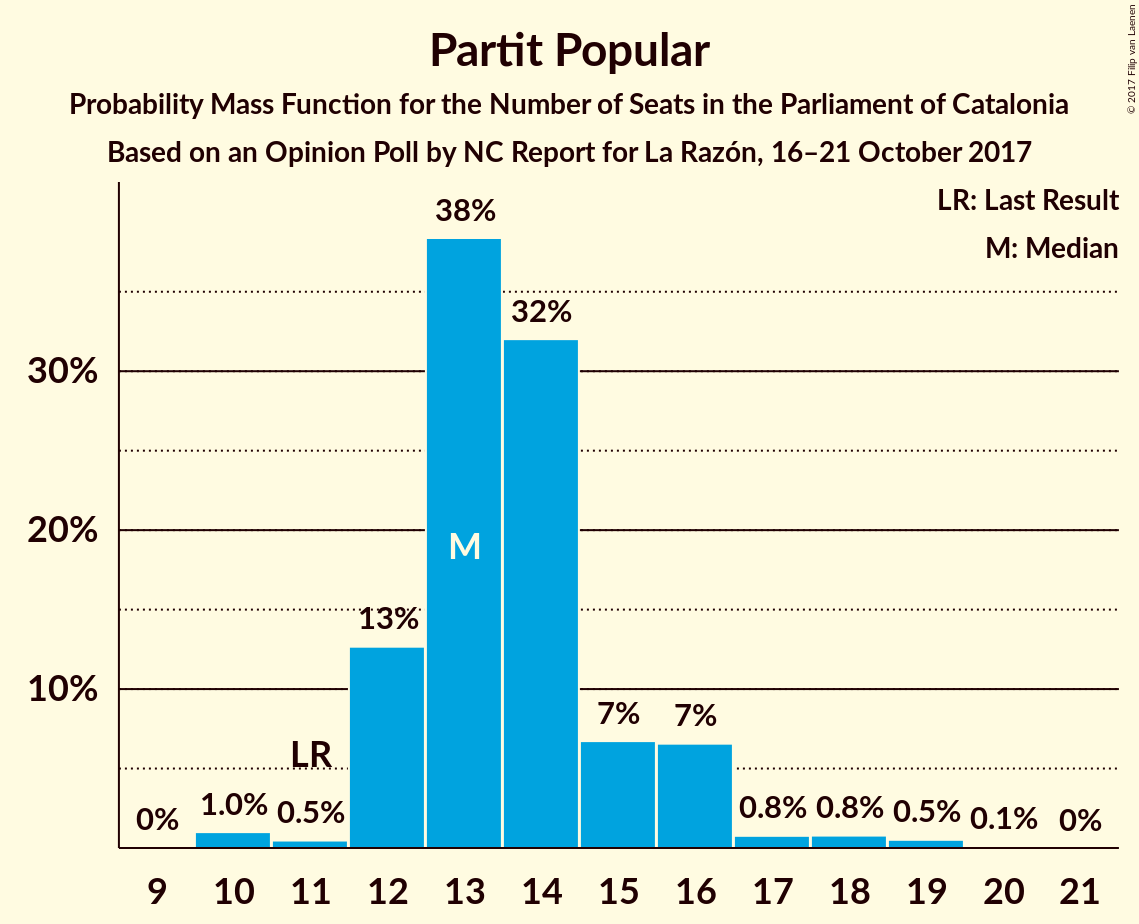 Partit Popular
Probability Mass Function for the Number of Seats in the Parliament of Catalonia
Based on an Opinion Poll by NC Report for La Razón, 16–21 October 2017
© 2017 Filip van Laenen
LR: Last Result
M: Median
38%
32%
30%
20%
M
13%
10%
7%
7%
LR
0%
1.0%
0.5%
0.8%
0.8%
0.5%
0.1%
0%
9 10 11 12 13 14 15 16 17 18 19 20 21